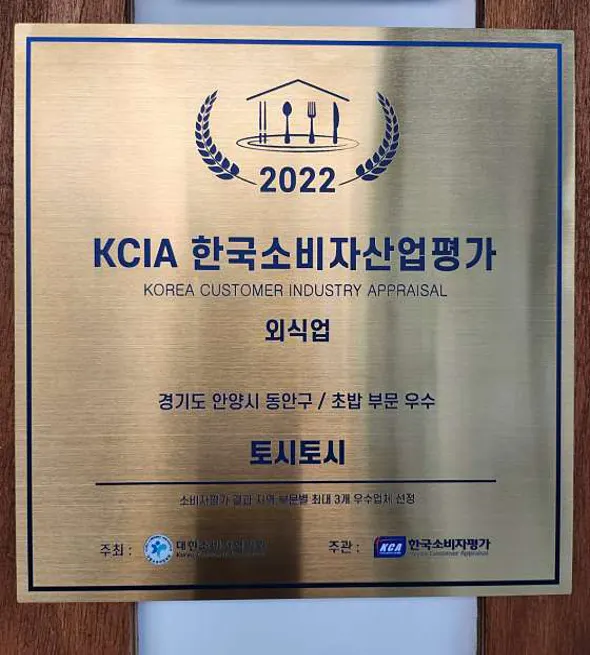 2022
KCIA 한국소비자산업평가
KOREA CUSTOMER INDUSTRY APPRAISAL
외식업
경기도 안양시 동안구 / 초밥 부문 우수
토시토시
소비자평가 결과 지역 부문별 최대 3개 우수업체 선정
주최 :
주관 : KCA 한국소비자평가
Korea Customer Appraisal